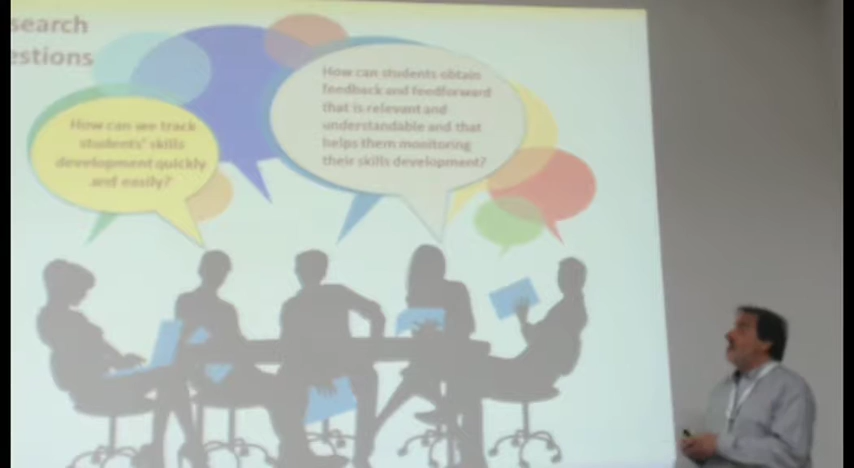 search
estions
How can we track
students' skills
development quickly
and easily?
How can students obtain
feedback and feedforward
that is relevant and
understandable and that
helps them monitoring
their skills development?